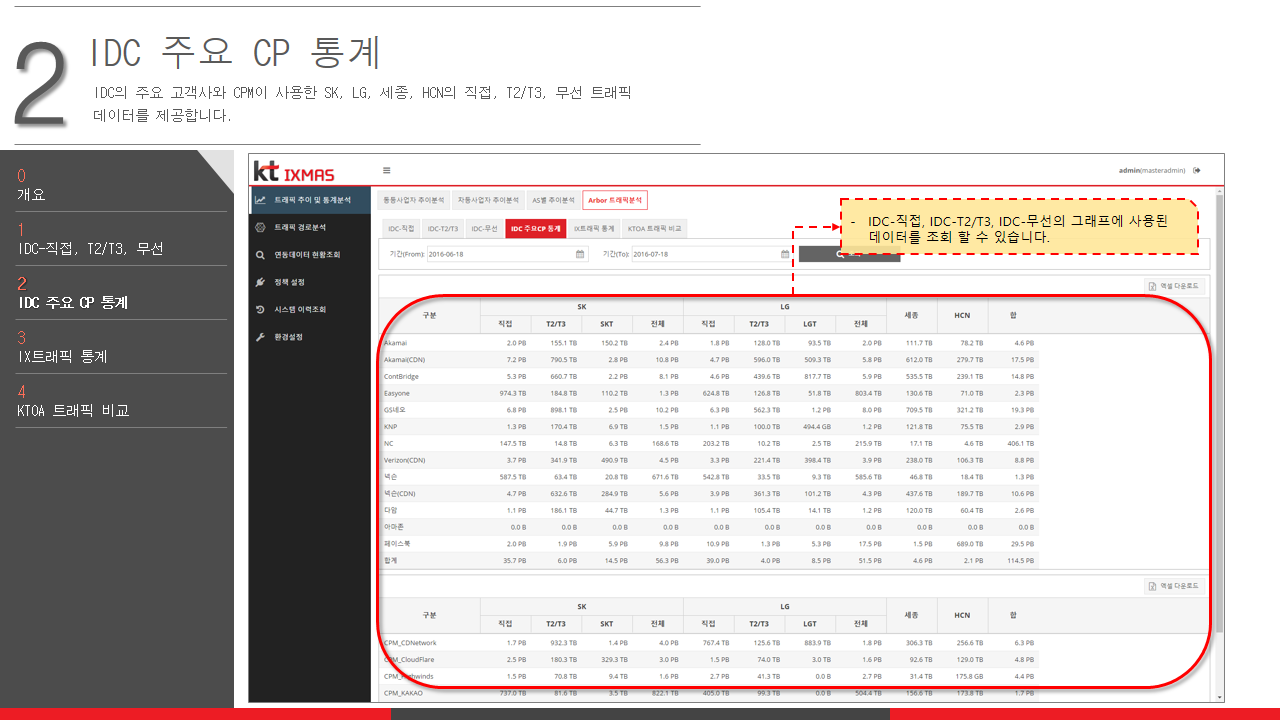 2
IDC 주요 CP 통계
IDC의 주요 고객사와 CPM이 사용한 SK, LG, 세종, HCN의 직접, T2/T3, 무선 트래픽
데이터를 제공합니다.
0
개요
1
IDC-직접, T2/T3, 무선
2
IDC 주요 CP 통계
3
IX트래픽 통계
4
KTOA 트래픽 비교
kt IXMAS
admin(masteradmin)
트래픽 추이 및 통계분석
트래픽 경로분석
연동데이터 현황조회
정책 설정
시스템 이력조회
환경설정
통동사업자 추이분석 자동사업자 추이분석 AS별 추이분석 Arbor 트래픽분석
IDC-직접 IDC-T2/T3 IDC-무선 IDC 주요CP 통계 IX트래픽 통계 KTOA 트래픽 비교
기간(From): 2016-06-18 기간(To): 2016-07-18
- IDC-직접, IDC-T2/T3, IDC-무선의 그래프에 사용된
데이터를 조회 할 수 있습니다.
엑셀 다운로드
구분 SK LG 세종 HCN 합
직접 T2/T3 SKT 전체 직접 T2/T3 LGT 전체
Akamai 2.0 PB 155.1 TB 150.2 TB 2.4 PB 1.8 PB 128.0 TB 93.5 TB 2.0 PB 111.7 TB 78.2 TB 4.6 PB
Akamai(CDN) 7.2 PB 790.5 TB 2.8 PB 10.8 PB 4.7 PB 596.0 TB 509.3 TB 5.8 PB 612.0 TB 279.7 TB 17.5 PB
ContBridge 5.3 PB 660.7 TB 2.2 PB 8.1 PB 4.6 PB 439.6 TB 817.7 TB 5.9 PB 535.5 TB 239.1 TB 14.8 PB
Easyone 974.3 TB 184.8 TB 110.2 TB 1.3 PB 624.8 TB 126.8 TB 51.8 TB 803.4 TB 130.6 TB 71.0 TB 2.3 PB
GS네오 6.8 PB 898.1 TB 2.5 PB 10.2 PB 6.3 PB 562.3 TB 1.2 PB 8.0 PB 709.5 TB 321.2 TB 19.3 PB
KNP 1.3 PB 170.4 TB 6.9 TB 1.5 PB 1.1 PB 100.0 TB 494.4 GB 1.2 PB 121.8 TB 75.5 TB 2.9 PB
NC 147.5 TB 14.8 TB 6.3 TB 168.6 TB 203.2 TB 10.2 TB 2.5 TB 215.9 TB 17.1 TB 4.6 TB 406.1 TB
Verizon(CDN) 3.7 PB 341.9 TB 490.9 TB 4.5 PB 3.3 PB 221.4 TB 398.4 TB 3.9 PB 238.0 TB 106.3 TB 8.8 PB
넥슨 587.5 TB 63.4 TB 20.8 TB 671.6 TB 542.8 TB 33.5 TB 9.3 TB 585.6 TB 46.8 TB 18.4 TB 1.3 PB
넥슨(CDN) 4.7 PB 632.6 TB 284.9 TB 5.6 PB 3.9 PB 361.3 TB 101.2 TB 4.3 PB 437.6 TB 189.7 TB 10.6 PB
다음 1.1 PB 186.1 TB 44.7 TB 1.3 PB 1.1 PB 105.4 TB 14.1 TB 1.2 PB 120.0 TB 60.4 TB 2.6 PB
아마존 0.0 B 0.0 B 0.0 B 0.0 B 0.0 B 0.0 B 0.0 B 0.0 B 0.0 B 0.0 B 0.0 B
페이스북 2.0 PB 1.9 PB 5.9 PB 9.8 PB 10.9 PB 1.3 PB 5.3 PB 17.5 PB 1.5 PB 689.0 TB 29.5 PB
합계 35.7 PB 6.0 PB 14.5 PB 56.3 PB 39.0 PB 4.0 PB 8.5 PB 51.5 PB 4.6 PB 2.1 PB 114.5 PB
엑셀 다운로드
구분 SK LG 세종 HCN 합
직접 T2/T3 SKT 전체 직접 T2/T3 LGT 전체
CPM_CDNetwork 1.7 PB 932.3 TB 1.4 PB 4.0 PB 767.4 TB 125.6 TB 883.9 TB 1.8 PB 306.3 TB 256.6 TB 6.3 PB
CPM_CloudFlare 2.5 PB 180.3 TB 329.3 TB 3.0 PB 1.5 PB 74.0 TB 3.0 TB 1.6 PB 92.6 TB 129.0 TB 4.8 PB
1.5 PB 70.8 TB 9.4 TB 1.6 PB 2.7 PB 41.3 TB 0.0 B 2.7 PB 31.4 TB 175.8 GB 4.4 PB
CPM_KAKAO 737.0 TB 81.6 TB 3.5 TB 822.1 TB 405.0 TB 99.3 TB 0.0 B 504.4 TB 156.6 TB 173.8 TB 1.7 PB